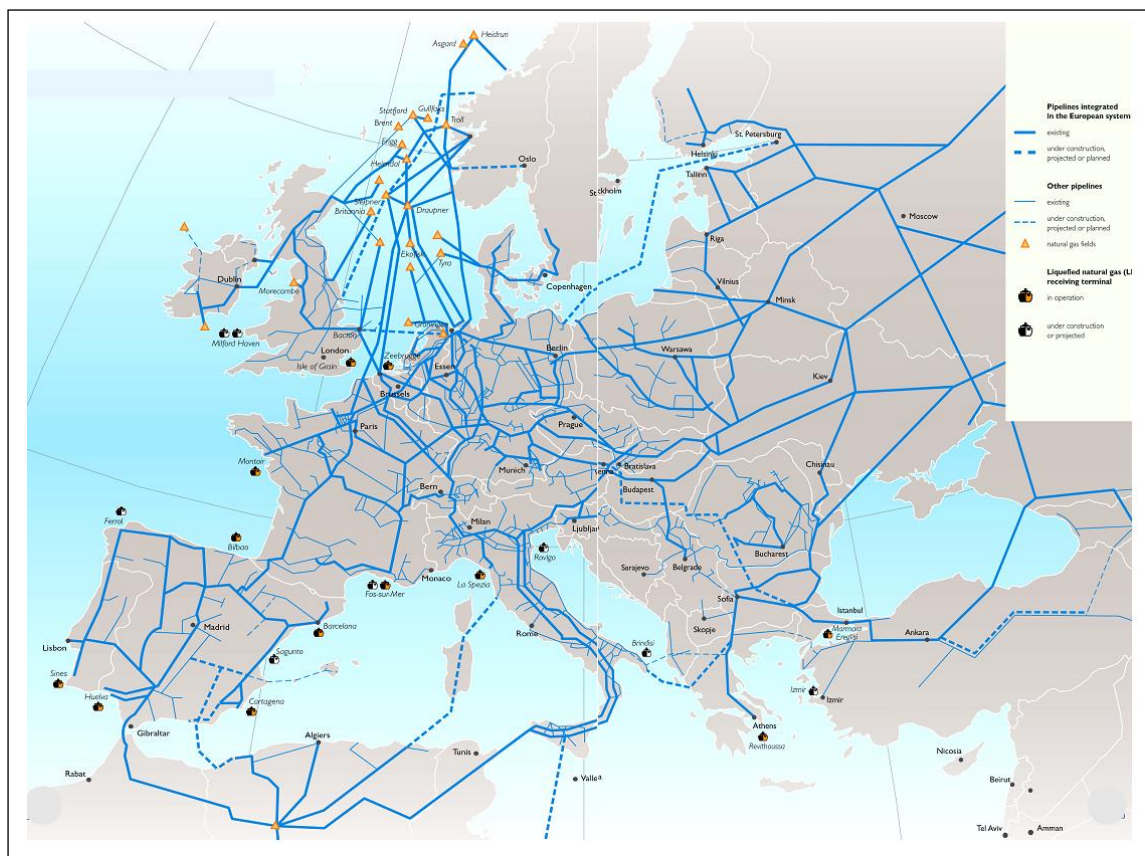 Heidrun
Asgard
Statfjord
Gullfaks
Brent
Troll
Frigg
Heimdal
Oslo
Helsinki
St. Petersburg
Tallinn
Sleipner
Britannia
Draupner
Moscow
Ekofisk
Tyra
Riga
Dublin
Morecambe
Copenhagen
Vilnius
Minsk
Milford Haven
Bacton
Groningen
London
Isle of Grain
Zeebrugge
Essen
Berlin
Warsawa
Brussels
Kiev
Paris
Prague
Montoir
Munich
Bratislava
Budapest
Chisinau
Bern
Milan
Ferrol
Bilbao
Rovigo
Bucharest
Monaco
La Spezia
Sarajevo
Belgrade
Fos-sur-Mer
Sofia
Istanbul
Madrid
Barcelona
Rome
Skopje
Marmara
Ereglisi
Ankara
Lisbon
Sagunto
Brindisi
Sines
Huelva
Cartagena
Izmir
Izmir
Gibraltar
Algiers
Tunis
Athens
Revithoussa
Nicosia
Rabat
Beirut
Tel Aviv
Amman
Pipelines integrated
in the European system
existing
under construction,
projected or planned
Other pipelines
existing
under construction,
projected or planned
natural gas fields
Liquefied natural gas (L
receiving terminal
in operation
under construction
or projected